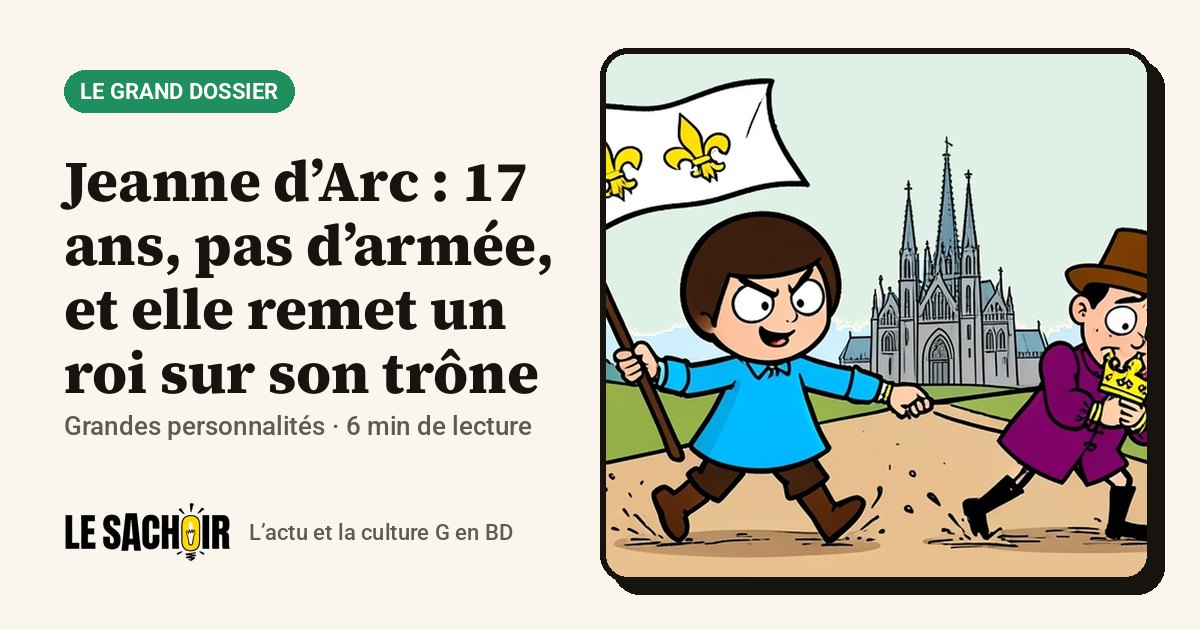 LE GRAND DOSSIER
Jeanne d’Arc : 17
ans, pas d’armée,
et elle remet un
roi sur son trône
Grandes personnalités · 6 min de lecture
LE SACHOIR
L’actu et la culture G en BD